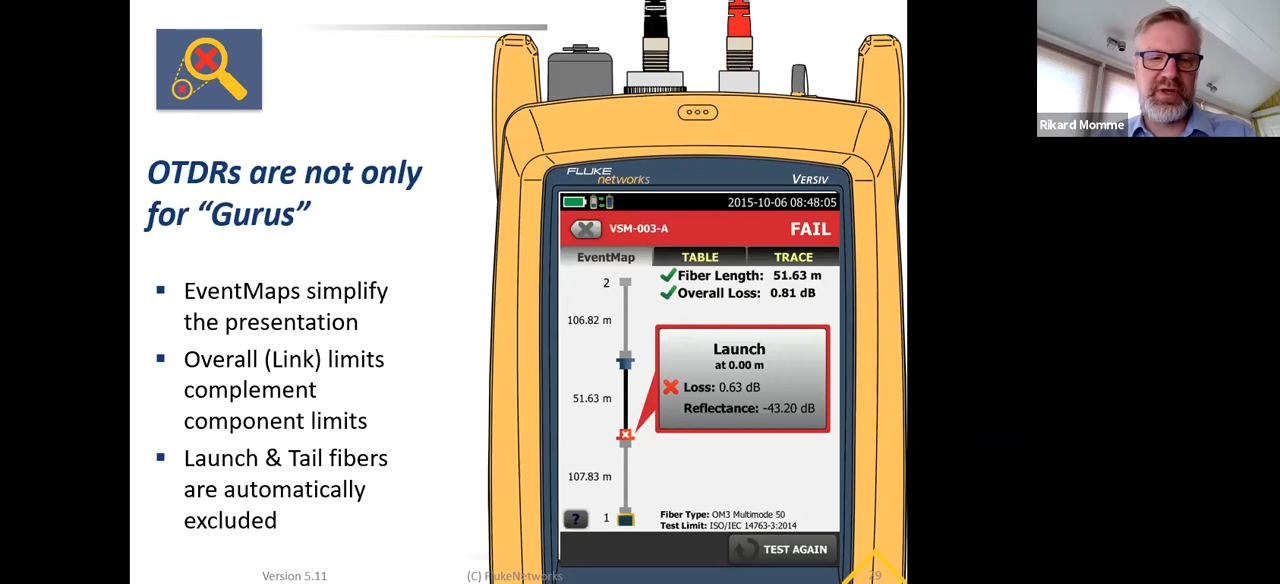 OTDRs are not only
for “Gurus”
▪ EventMaps simplify
the presentation
▪ Overall (Link) limits
complement
component limits
▪ Launch & Tail fibers
are automatically
excluded
FLUKE
networks
VERSIV
2015-10-06 08:48:05
VSM-003-A
FAIL
EventMap
TABLE
TRACE
Fiber Length: 51.63 m
Overall Loss: 0.81 dB
2
106.82 m
Launch
at 0.00 m
Loss: 0.63 dB
Reflectance: -43.20 dB
51.63 m
107.83 m
1
?
Fiber Type: OM3 Multimode 50
Test Limit: ISO/IEC 14763-3:2014
TEST AGAIN
Version 5.11
(C) FlukeNetworks
29
Rikard Momme